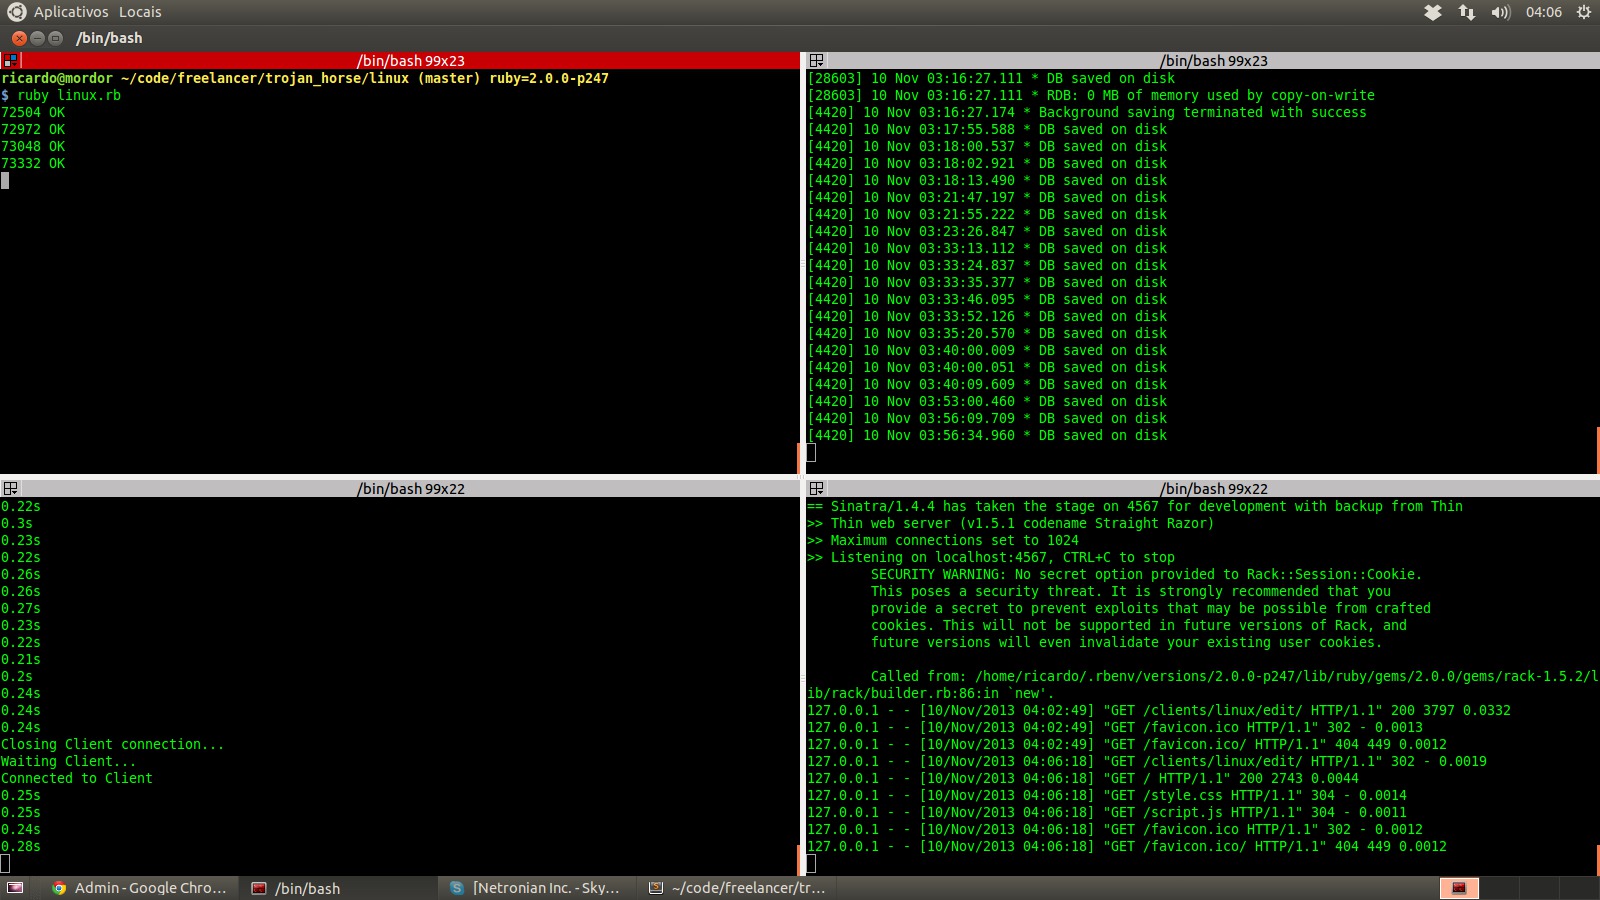 Aplicativos Locais 04:06
/bin/bash
/bin/bash 99x23
ricardo@mordor ~/code/freelancer/trojan_horse/linux (master) ruby=2.0.0-p247
$ ruby linux.rb
72504 OK
72972 OK
73048 OK
73332 OK
/bin/bash 99x23
[28603] 10 Nov 03:16:27.111 * DB saved on disk
[28603] 10 Nov 03:16:27.111 * RDB: 0 MB of memory used by copy-on-write
[4420] 10 Nov 03:16:27.174 * Background saving terminated with success
[4420] 10 Nov 03:17:55.588 * DB saved on disk
[4420] 10 Nov 03:18:00.537 * DB saved on disk
[4420] 10 Nov 03:18:02.921 * DB saved on disk
[4420] 10 Nov 03:18:13.490 * DB saved on disk
[4420] 10 Nov 03:21:47.197 * DB saved on disk
[4420] 10 Nov 03:21:55.222 * DB saved on disk
[4420] 10 Nov 03:23:26.847 * DB saved on disk
[4420] 10 Nov 03:33:13.112 * DB saved on disk
[4420] 10 Nov 03:33:24.837 * DB saved on disk
[4420] 10 Nov 03:33:35.377 * DB saved on disk
[4420] 10 Nov 03:33:46.095 * DB saved on disk
[4420] 10 Nov 03:33:52.126 * DB saved on disk
[4420] 10 Nov 03:35:20.570 * DB saved on disk
[4420] 10 Nov 03:40:00.009 * DB saved on disk
[4420] 10 Nov 03:40:00.051 * DB saved on disk
[4420] 10 Nov 03:40:09.609 * DB saved on disk
[4420] 10 Nov 03:53:00.460 * DB saved on disk
[4420] 10 Nov 03:56:09.709 * DB saved on disk
[4420] 10 Nov 03:56:34.960 * DB saved on disk
/bin/bash 99x22
0.22s
0.3s
0.23s
0.22s
0.26s
0.26s
0.27s
0.23s
0.22s
0.21s
0.2s
0.24s
0.24s
0.24s
Closing Client connection...
Waiting Client...
Connected to Client
0.25s
0.25s
0.24s
0.28s
/bin/bash 99x22
== Sinatra/1.4.4 has taken the stage on 4567 for development with backup from Thin
>> Thin web server (v1.5.1 codename Straight Razor)
>> Maximum connections set to 1024
>> Listening on localhost:4567, CTRL+C to stop
SECURITY WARNING: No secret option provided to Rack::Session::Cookie.
This poses a security threat. It is strongly recommended that you
provide a secret to prevent exploits that may be possible from crafted
cookies. This will not be supported in future versions of Rack, and
future versions will even invalidate your existing user cookies.
Called from: /home/ricardo/.rbenv/versions/2.0.0-p247/lib/ruby/gems/2.0.0/gems/rack-1.5.2/l
ib/rack/builder.rb:86:in `new'.
127.0.0.1 - - [10/Nov/2013 04:02:49] "GET /clients/linux/edit/ HTTP/1.1" 200 3797 0.0332
127.0.0.1 - - [10/Nov/2013 04:02:49] "GET /favicon.ico HTTP/1.1" 302 - 0.0013
127.0.0.1 - - [10/Nov/2013 04:02:49] "GET /favicon.ico/ HTTP/1.1" 404 449 0.0012
127.0.0.1 - - [10/Nov/2013 04:06:18] "GET /clients/linux/edit/ HTTP/1.1" 302 - 0.0019
127.0.0.1 - - [10/Nov/2013 04:06:18] "GET / HTTP/1.1" 200 2743 0.0044
127.0.0.1 - - [10/Nov/2013 04:06:18] "GET /style.css HTTP/1.1" 304 - 0.0014
127.0.0.1 - - [10/Nov/2013 04:06:18] "GET /script.js HTTP/1.1" 304 - 0.0011
127.0.0.1 - - [10/Nov/2013 04:06:18] "GET /favicon.ico HTTP/1.1" 302 - 0.0012
127.0.0.1 - - [10/Nov/2013 04:06:18] "GET /favicon.ico/ HTTP/1.1" 404 449 0.0012
Admin - Google Chro... /bin/bash [Netronian Inc. - Sky... ~/code/freelancer/tr...